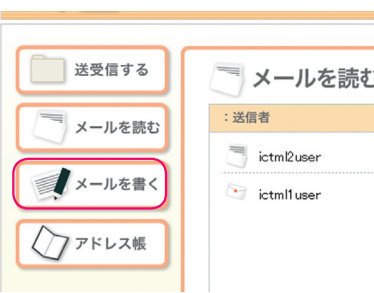 送受信する
メールを読む
メールを書く
アドレス帳
メールを読む
：送信者
ictml2user
ictml1user